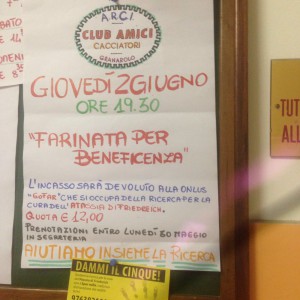 A.R.C.I.
CLUB AMICI
CACCIATORI
GRANAROLO
GIOVEDÌ 2 GIUGNO
ORE 19.30
"FARINATA PER
BENEFICENZA"
L'INCASSO SARÀ DEVOLUTO ALLA ONLUS
"GOFAR" CHE SI OCCUPA DELLA RICERCA PER LA
CURA DELL'ATASSIA DI FRIEDREICH.
QUOTA € 12,00
PRENOTAZIONI ENTRO LUNEDÌ 30 MAGGIO
IN SEGRETERIA
AIUTIAMO INSIEME LA RICERCA
DAMMI IL CINQUE!
TUT
ALL